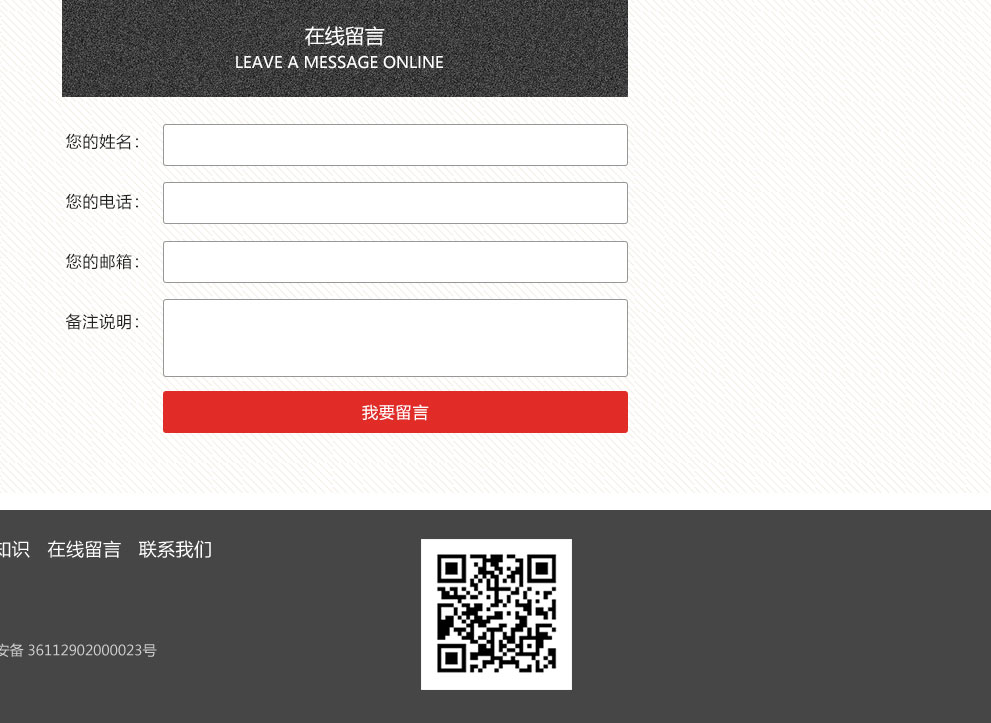 在线留言
LEAVE A MESSAGE ONLINE
您的姓名：
您的电话：
您的邮箱：
备注说明：
我要留言
知识 在线留言 联系我们
安备 36112902000023号